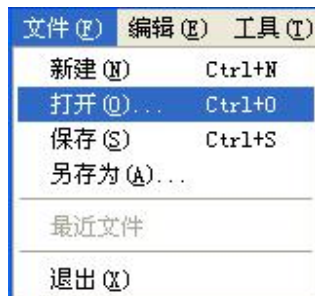 文件(F) 编辑(E) 工具(T)
新建(N) Ctrl+N
打开(O)... Ctrl+O
保存(S) Ctrl+S
另存为(A)...
最近文件
退出(X)